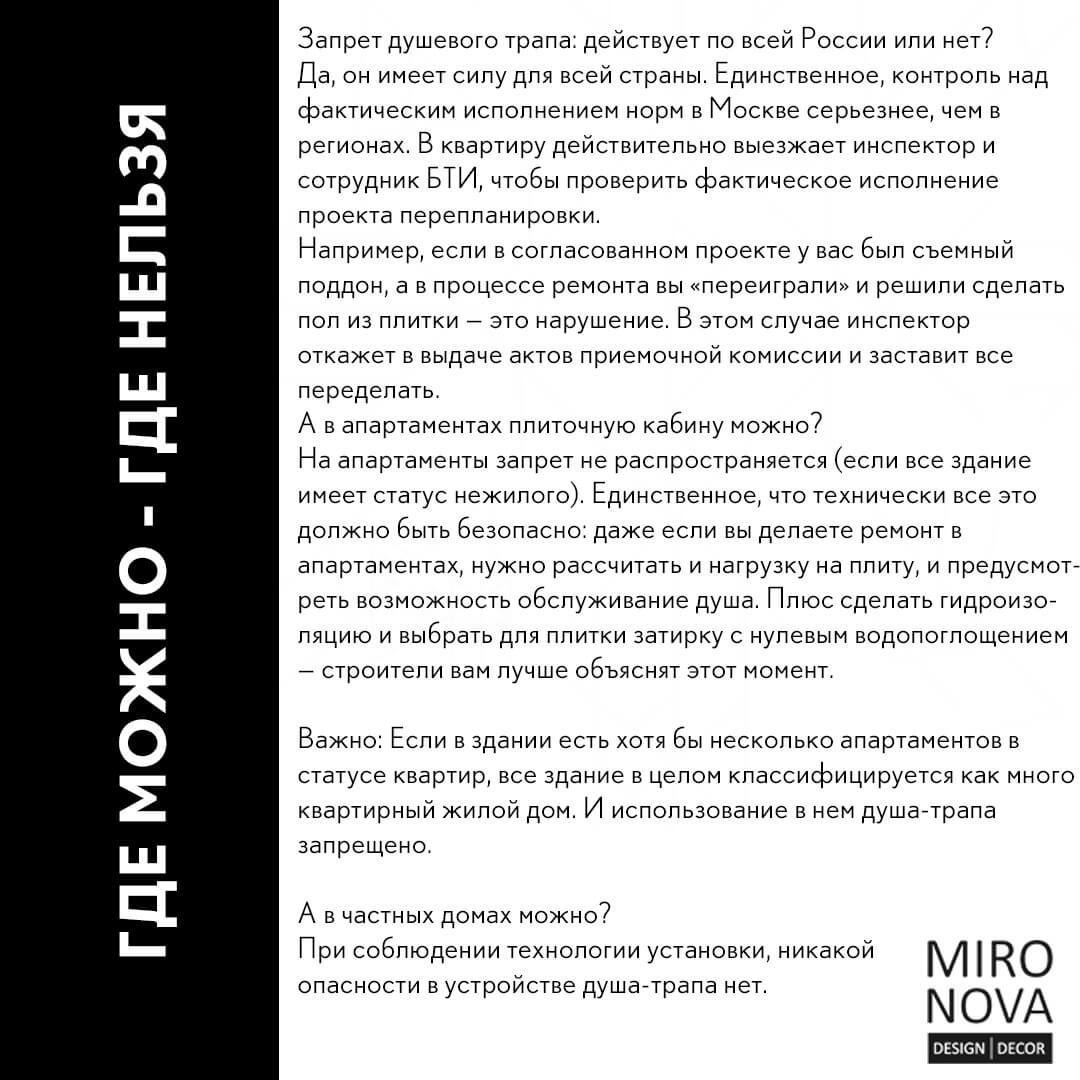 ГДЕ МОЖНО - ГДЕ НЕЛЬЗЯ
Запрет душевого трапа: действует по всей России или нет?
Да, он имеет силу для всей страны. Единственное, контроль над
фактическим исполнением норм в Москве серьезнее, чем в
регионах. В квартиру действительно выезжает инспектор и
сотрудник БТИ, чтобы проверить фактическое исполнение
проекта перепланировки.
Например, если в согласованном проекте у вас был съемный
поддон, а в процессе ремонта вы «переиграли» и решили сделать
пол из плитки — это нарушение. В этом случае инспектор
откажет в выдаче актов приемочной комиссии и заставит все
переделать.
А в апартаментах плиточную кабину можно?
На апартаменты запрет не распространяется (если все здание
имеет статус нежилого). Единственное, что технически все это
должно быть безопасно: даже если вы делаете ремонт в
апартаментах, нужно рассчитать и нагрузку на плиту, и предусмот-
реть возможность обслуживание душа. Плюс сделать гидроизо-
ляцию и выбрать для плитки затирку с нулевым водопоглощением
— строители вам лучше объяснят этот момент.
Важно: Если в здании есть хотя бы несколько апартаментов в
статусе квартир, все здание в целом классифицируется как много
квартирный жилой дом. И использование в нем душа-трапа
запрещено.
А в частных домах можно?
При соблюдении технологии установки, никакой
опасности в устройстве душа-трапа нет.
MIRO
NOVA
DESIGN | DECOR